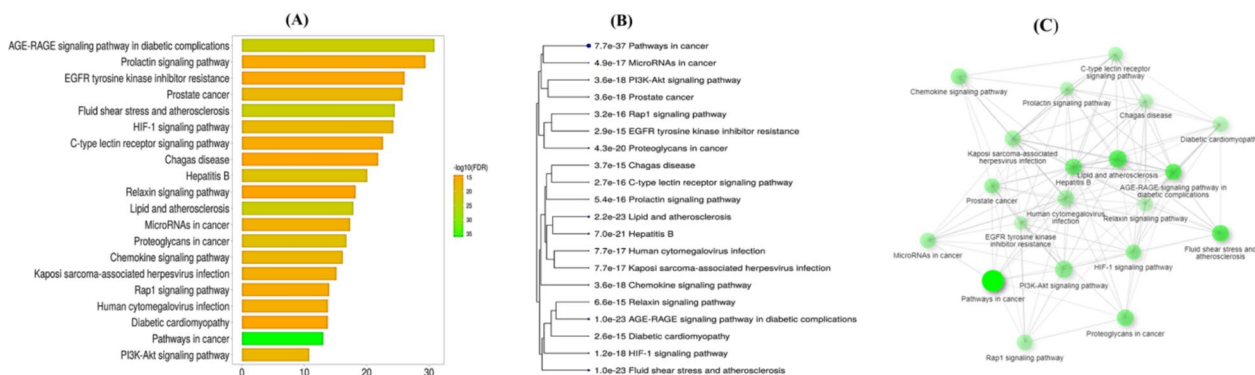 (A)
AGE-RAGE signaling pathway in diabetic complications
Prolactin signaling pathway
EGFR tyrosine kinase inhibitor resistance
Prostate cancer
Fluid shear stress and atherosclerosis
HIF-1 signaling pathway
C-type lectin receptor signaling pathway
Chagas disease
Hepatitis B
Relaxin signaling pathway
Lipid and atherosclerosis
MicroRNAs in cancer
Proteoglycans in cancer
Chemokine signaling pathway
Kaposi sarcoma-associated herpesvirus infection
Rap1 signaling pathway
Human cytomegalovirus infection
Diabetic cardiomyopathy
Pathways in cancer
PI3K-Akt signaling pathway
0 10 20 30
-log10(FDR)
15
20
25
30
35
(B)
7.7e-37 Pathways in cancer
4.9e-17 MicroRNAs in cancer
3.6e-18 PI3K-Akt signaling pathway
3.6e-18 Prostate cancer
3.2e-16 Rap1 signaling pathway
2.9e-15 EGFR tyrosine kinase inhibitor resistance
4.3e-20 Proteoglycans in cancer
3.7e-15 Chagas disease
2.7e-16 C-type lectin receptor signaling pathway
5.4e-16 Prolactin signaling pathway
2.2e-23 Lipid and atherosclerosis
7.0e-21 Hepatitis B
7.7e-17 Human cytomegalovirus infection
7.7e-17 Kaposi sarcoma-associated herpesvirus infection
3.6e-18 Chemokine signaling pathway
6.6e-15 Relaxin signaling pathway
1.0e-23 AGE-RAGE signaling pathway in diabetic complications
2.6e-15 Diabetic cardiomyopathy
1.2e-18 HIF-1 signaling pathway
1.0e-23 Fluid shear stress and atherosclerosis
(C)
C-type lectin receptor
signaling pathway
Chemokine signaling pathway
Prolactin signaling pathway
Chagas disease
Diabetic cardiomyopathy
Kaposi sarcoma-associated
herpesvirus infection
Lipid and atherosclerosis
Hepatitis B
AGE-RAGE signaling pathway in
diabetic complications
Prostate cancer
Human cytomegalovirus
infection
Relaxin signaling pathway
EGFR tyrosine kinase
inhibitor resistance
MicroRNAs in cancer
Fluid shear stress and
atherosclerosis
HIF-1 signaling pathway
PI3K-Akt signaling pathway
Pathways in cancer
Proteoglycans in cancer
Rap1 signaling pathway